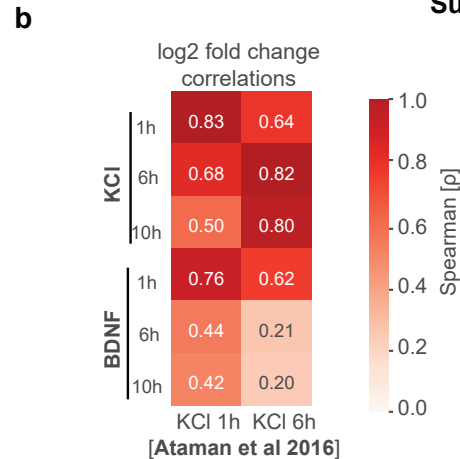 b
Su
log2 fold change
correlations
KCl
1h 0.83 0.64
6h 0.68 0.82
10h 0.50 0.80
BDNF
1h 0.76 0.62
6h 0.44 0.21
10h 0.42 0.20
KCl 1h KCl 6h
[Ataman et al 2016]
1.0
0.8
0.6
0.4
0.2
0.0
Spearman [ρ]